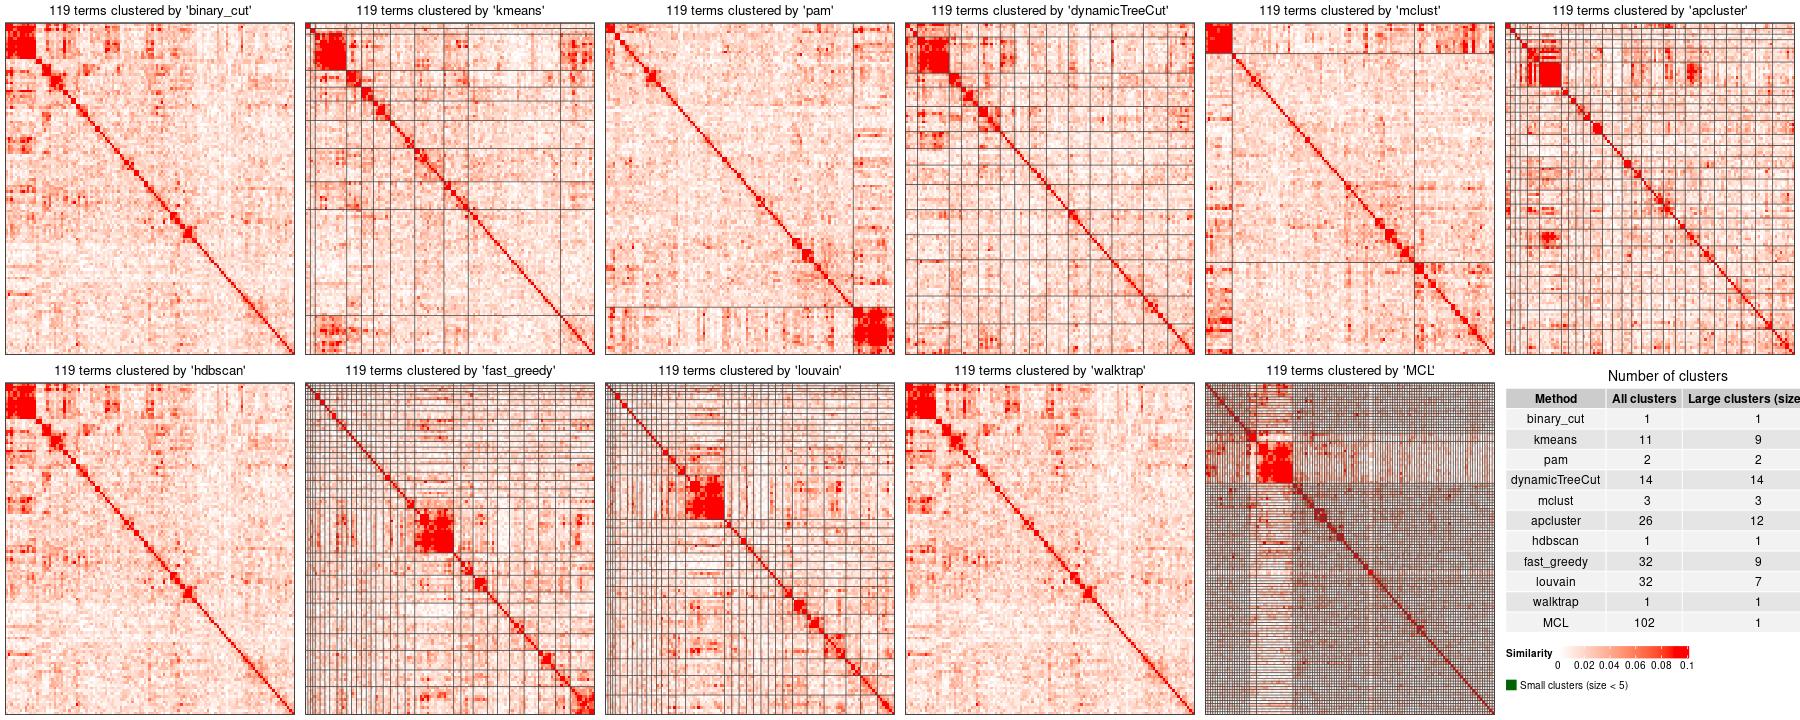 119 terms clustered by 'binary_cut'
119 terms clustered by 'kmeans'
119 terms clustered by 'pam'
119 terms clustered by 'dynamicTreeCut'
119 terms clustered by 'mclust'
119 terms clustered by 'apcluster'
119 terms clustered by 'hdbscan'
119 terms clustered by 'fast_greedy'
119 terms clustered by 'louvain'
119 terms clustered by 'walktrap'
119 terms clustered by 'MCL'
Number of clusters
Method All clusters Large clusters (size
binary_cut 1 1
kmeans 11 9
pam 2 2
dynamicTreeCut 14 14
mclust 3 3
apcluster 26 12
hdbscan 1 1
fast_greedy 32 9
louvain 32 7
walktrap 1 1
MCL 102 1
Similarity
0 0.02 0.04 0.06 0.08 0.1
Small clusters (size < 5)